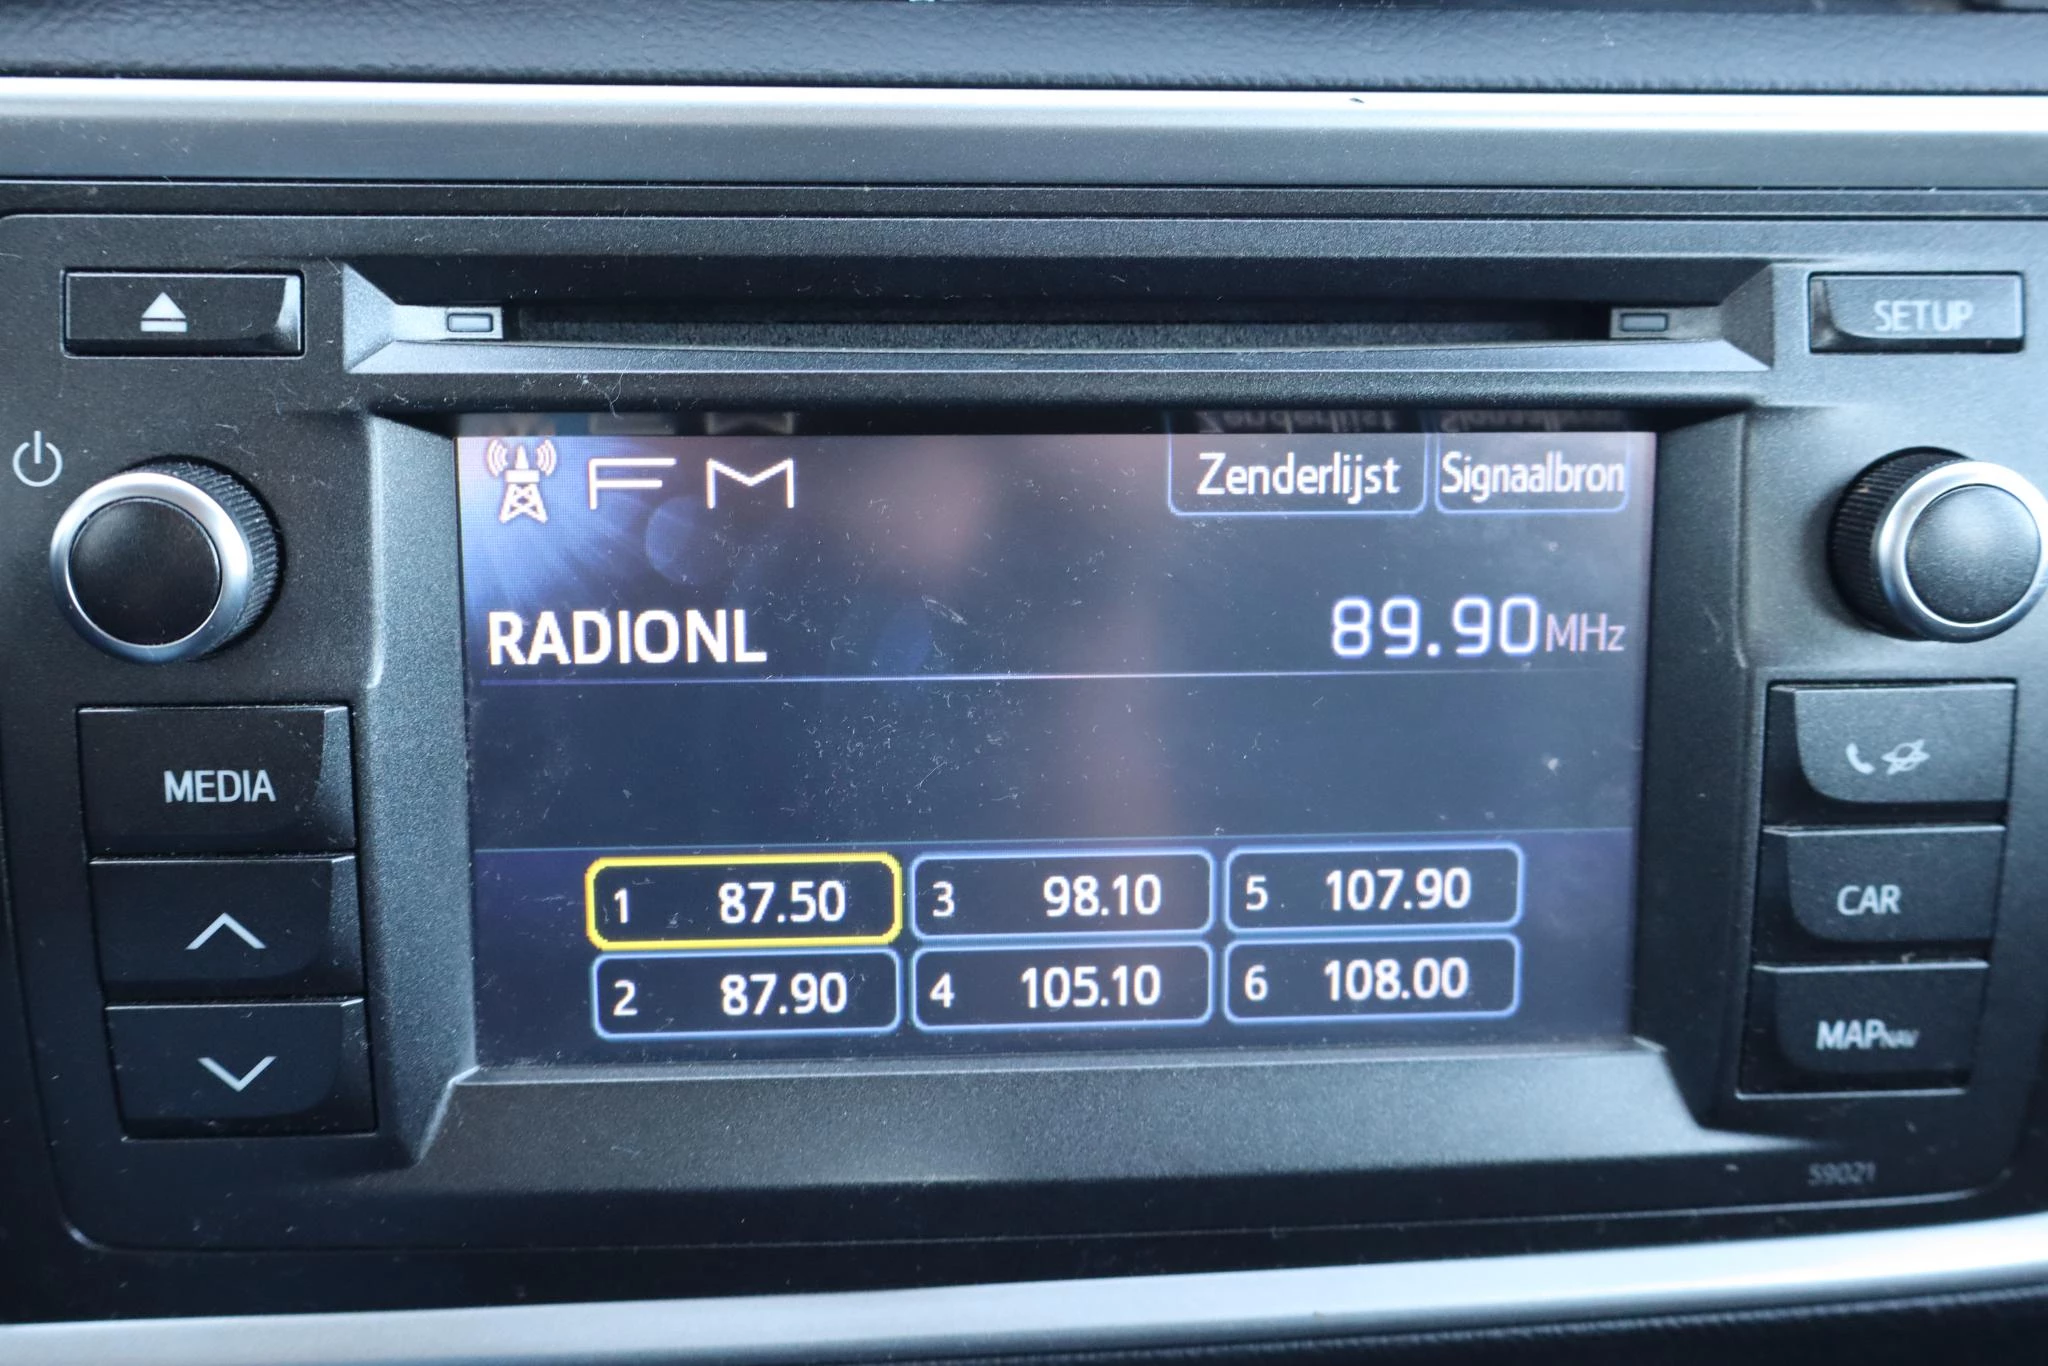 SETUP
FM Zenderlijst Signaalbron
RADIONL 89.90MHz
MEDIA
1 87.50 3 98.10 5 107.90
2 87.90 4 105.10 6 108.00
CAR
MAPNAV
59021